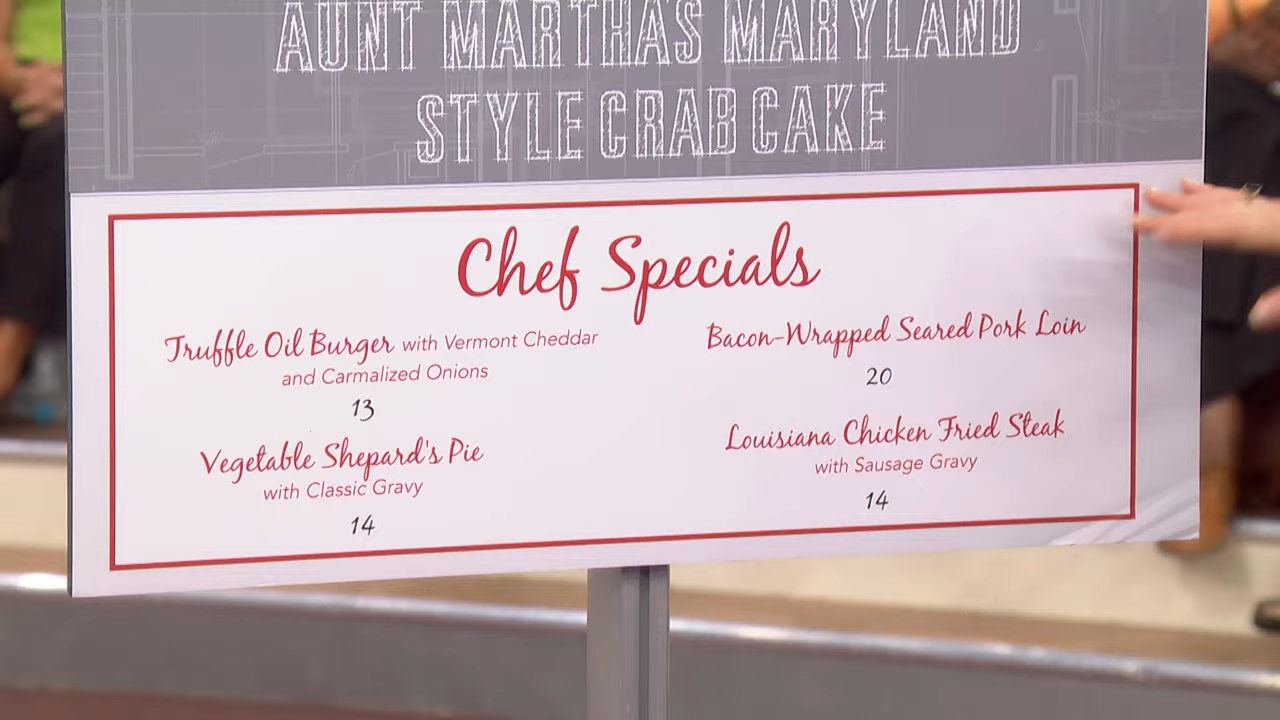 AUNT MARTHA'S MARYLAND
STYLE CRAB CAKE
Chef Specials
Truffle Oil Burger with Vermont Cheddar
and Carmalized Onions
13
Vegetable Shepard's Pie
with Classic Gravy
14
Bacon-Wrapped Seared Pork Loin
20
Louisiana Chicken Fried Steak
with Sausage Gravy
14